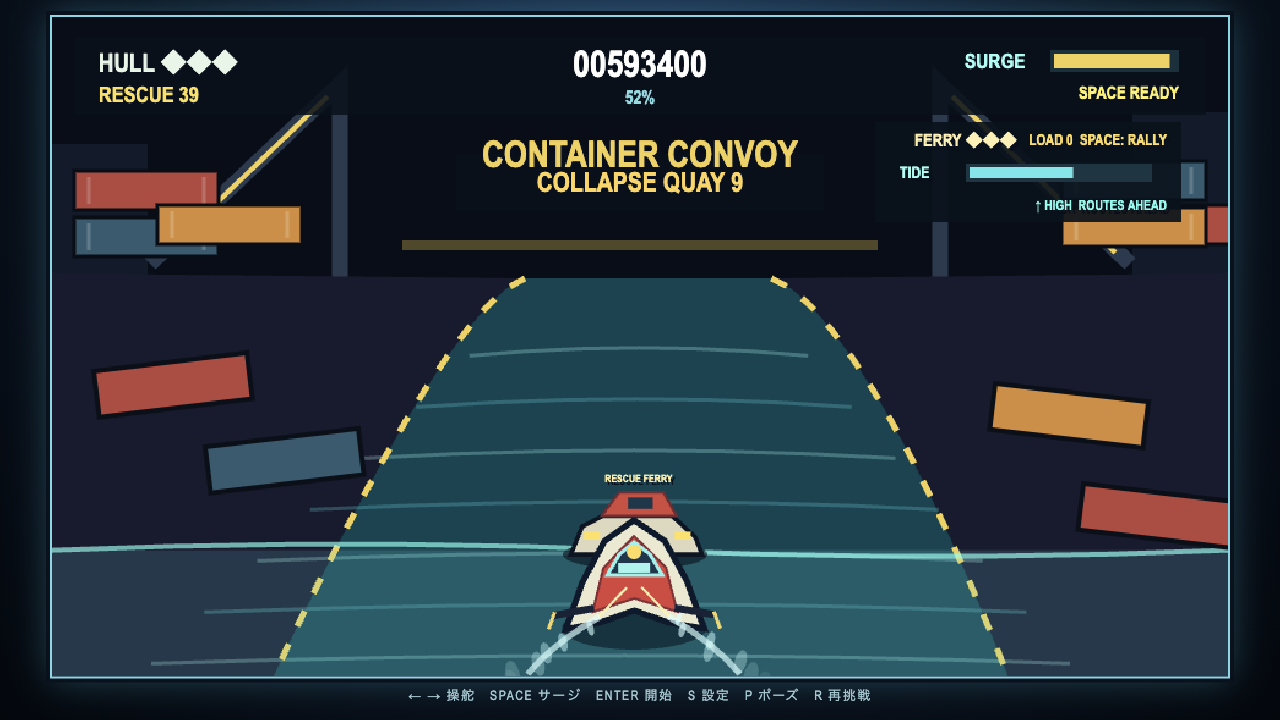 HULL
RESCUE 39
00593400
52%
SURGE
SPACE READY
CONTAINER CONVOY
COLLAPSE QUAY 9
FERRY LOAD 0 SPACE: RALLY
TIDE
↑ HIGH ROUTES AHEAD
RESCUE FERRY
← → 操舵 SPACE サージ ENTER 開始 S 設定 P ポーズ R 再挑戦